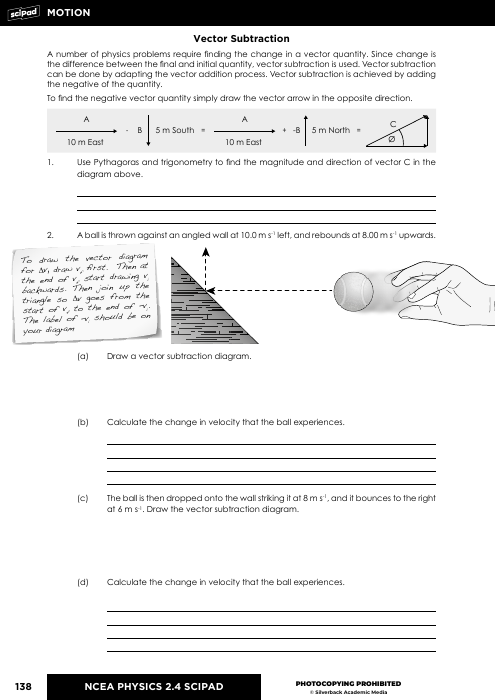 scipad MOTION
Vector Subtraction
A number of physics problems require finding the change in a vector quantity. Since change is
the difference between the final and initial quantity, vector subtraction is used. Vector subtraction
can be done by adapting the vector addition process. Vector subtraction is achieved by adding
the negative of the quantity.
To find the negative vector quantity simply draw the vector arrow in the opposite direction.
A A C
- B 5 m South = + -B 5 m North = Ø
10 m East 10 m East
1. Use Pythagoras and trigonometry to find the magnitude and direction of vector C in the
diagram above.
2. A ball is thrown against an angled wall at 10.0 m s⁻¹ left, and rebounds at 8.00 m s⁻¹ upwards.
To draw the vector diagram
for Δv, draw v, first. Then at
the end of v, start drawing v,
backwards. Then join up the
triangle so Δv goes from the
start of v, to the end of -v,
The label of -v, should be on
your diagram
(a) Draw a vector subtraction diagram.
(b) Calculate the change in velocity that the ball experiences.
(c) The ball is then dropped onto the wall striking it at 8 m s⁻¹, and it bounces to the right
at 6 m s⁻¹. Draw the vector subtraction diagram.
(d) Calculate the change in velocity that the ball experiences.
138 NCEA PHYSICS 2.4 SCIPAD PHOTOCOPYING PROHIBITED
© Silverback Academic Media